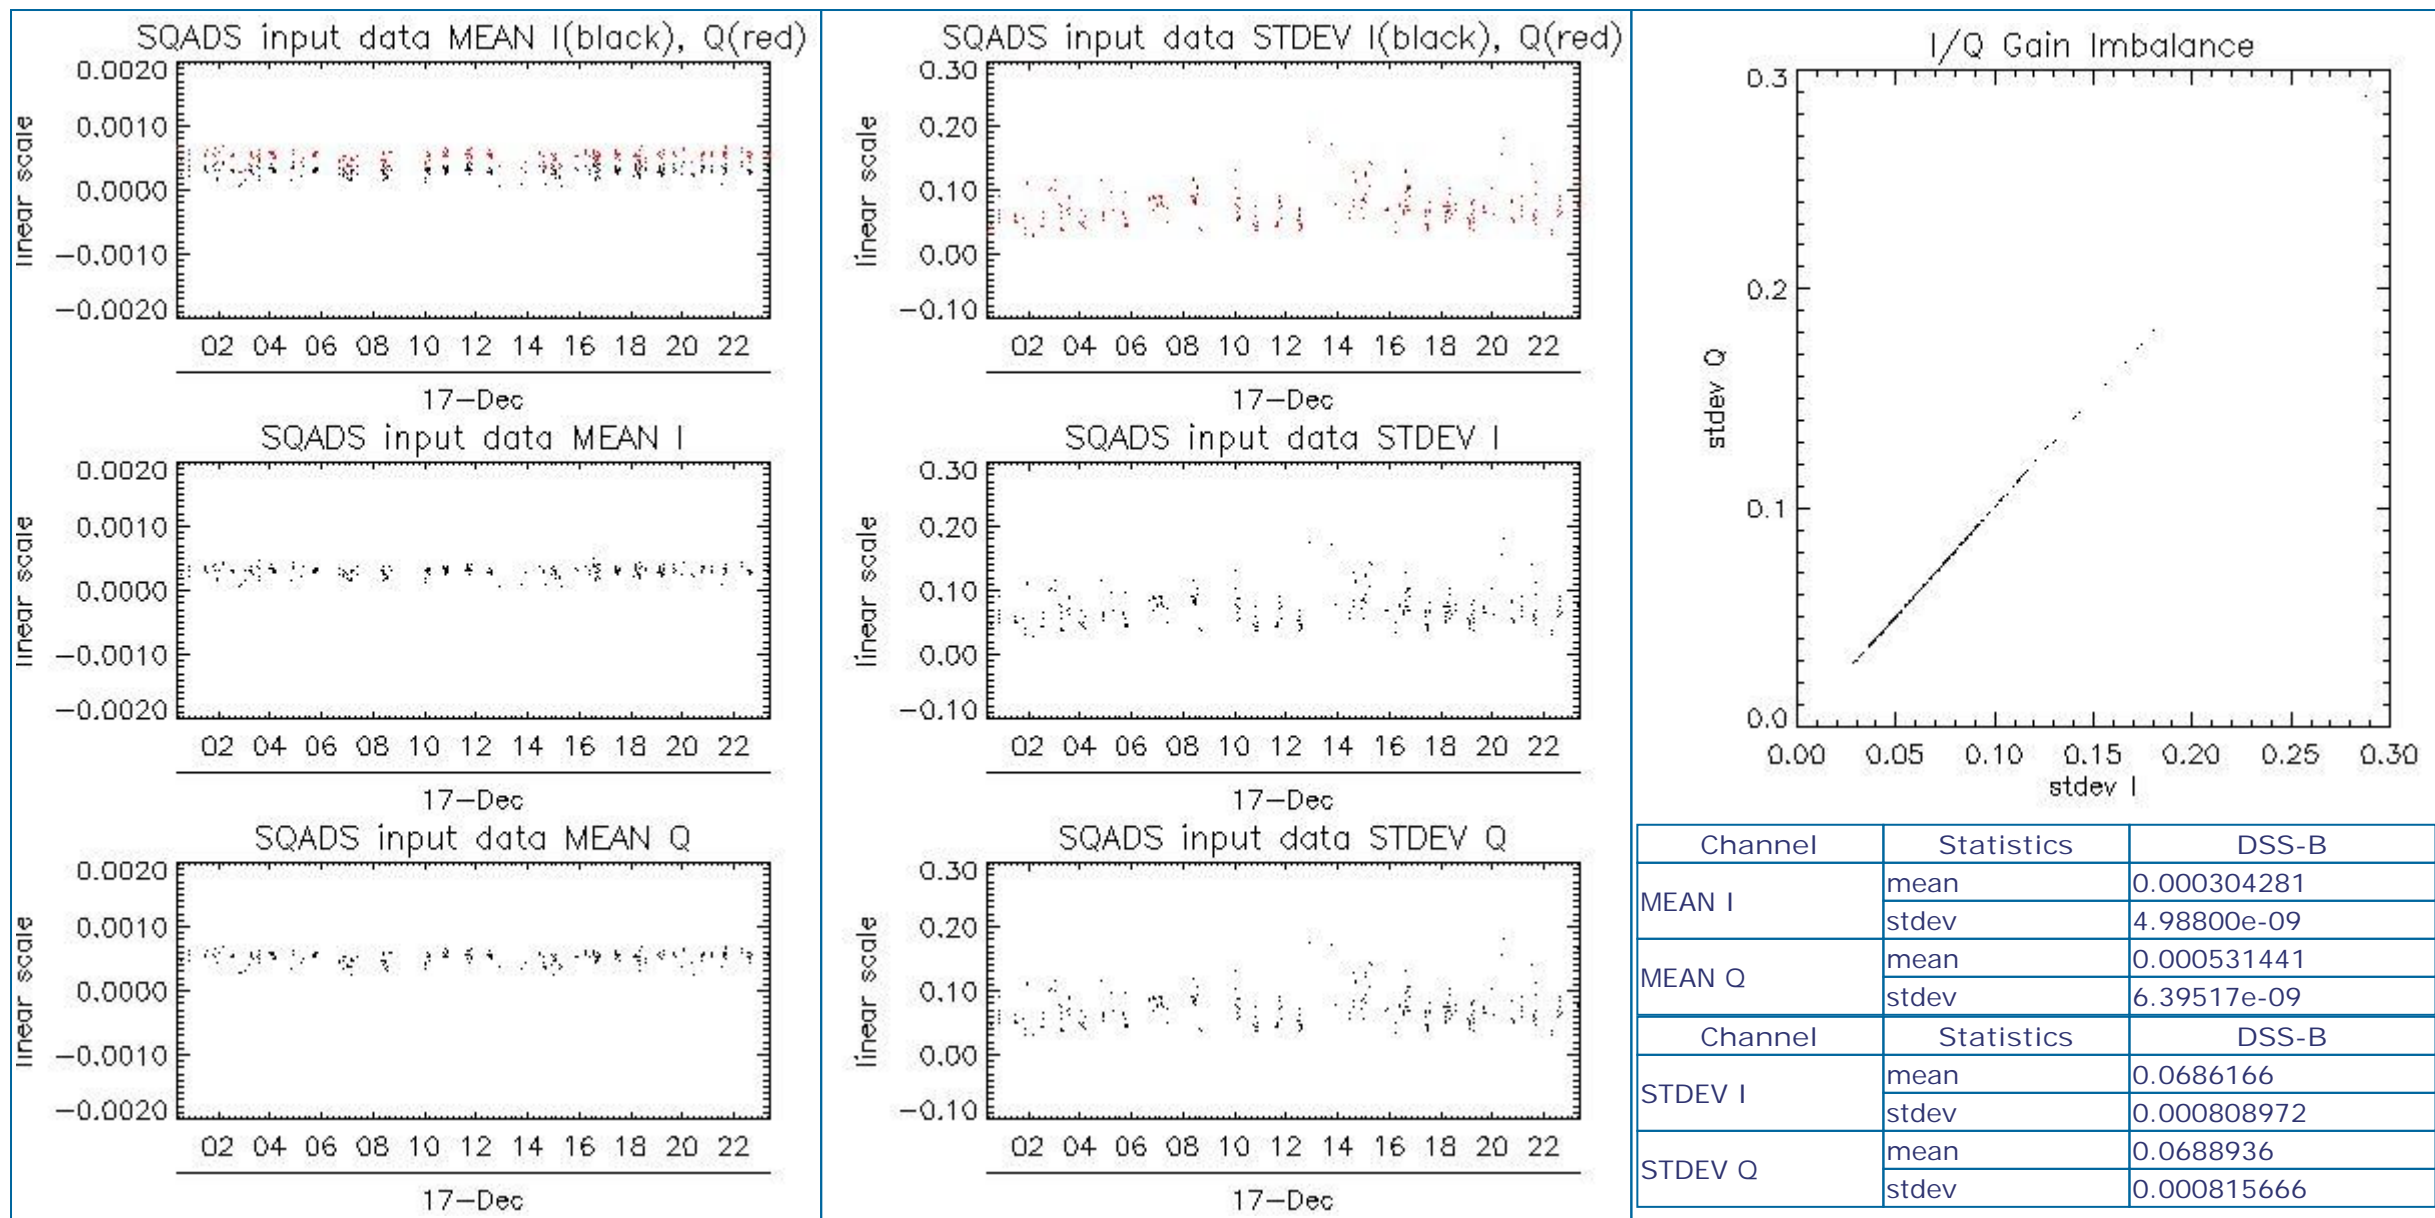 SQADS input data MEAN I(black), Q(red)
linear scale
0.0020
0.0010
0.0000
-0.0010
-0.0020
02 04 06 08 10 12 14 16 18 20 22
17-Dec
SQADS input data MEAN I
linear scale
0.0020
0.0010
0.0000
-0.0010
-0.0020
02 04 06 08 10 12 14 16 18 20 22
17-Dec
SQADS input data MEAN Q
linear scale
0.0020
0.0010
0.0000
-0.0010
-0.0020
02 04 06 08 10 12 14 16 18 20 22
17-Dec
SQADS input data STDEV I(black), Q(red)
linear scale
0.30
0.20
0.10
0.00
-0.10
02 04 06 08 10 12 14 16 18 20 22
17-Dec
SQADS input data STDEV I
linear scale
0.30
0.20
0.10
0.00
-0.10
02 04 06 08 10 12 14 16 18 20 22
17-Dec
SQADS input data STDEV Q
linear scale
0.30
0.20
0.10
0.00
-0.10
02 04 06 08 10 12 14 16 18 20 22
17-Dec
I/Q Gain Imbalance
stdev Q
0.3
0.2
0.1
0.0
0.00 0.05 0.10 0.15 0.20 0.25 0.30
stdev I
Channel Statistics DSS-B
MEAN I mean 0.000304281
stdev 4.98800e-09
MEAN Q mean 0.000531441
stdev 6.39517e-09
Channel Statistics DSS-B
STDEV I mean 0.0686166
stdev 0.000808972
STDEV Q mean 0.0688936
stdev 0.000815666